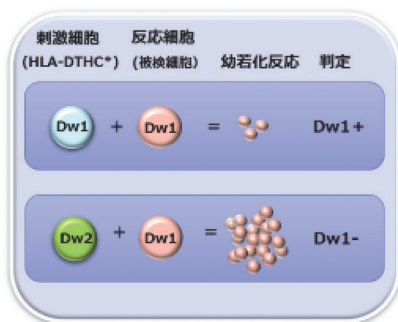 刺激細胞 反応細胞
(HLA-DTHC*) (被検細胞) 幼若化反応 判定
Dw1 + Dw1 = Dw1+
Dw2 + Dw1 = Dw1-